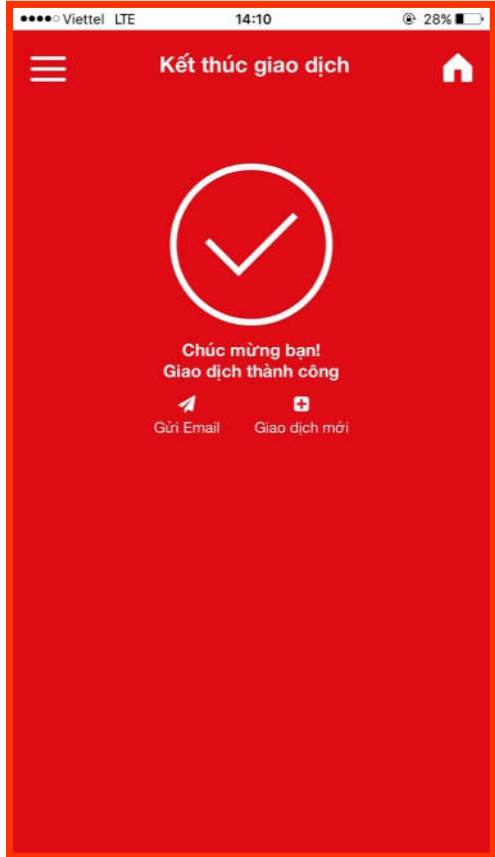 Viettel LTE 14:10 28%
Kết thúc giao dịch
Chúc mừng bạn!
Giao dịch thành công
Gửi Email Giao dịch mới